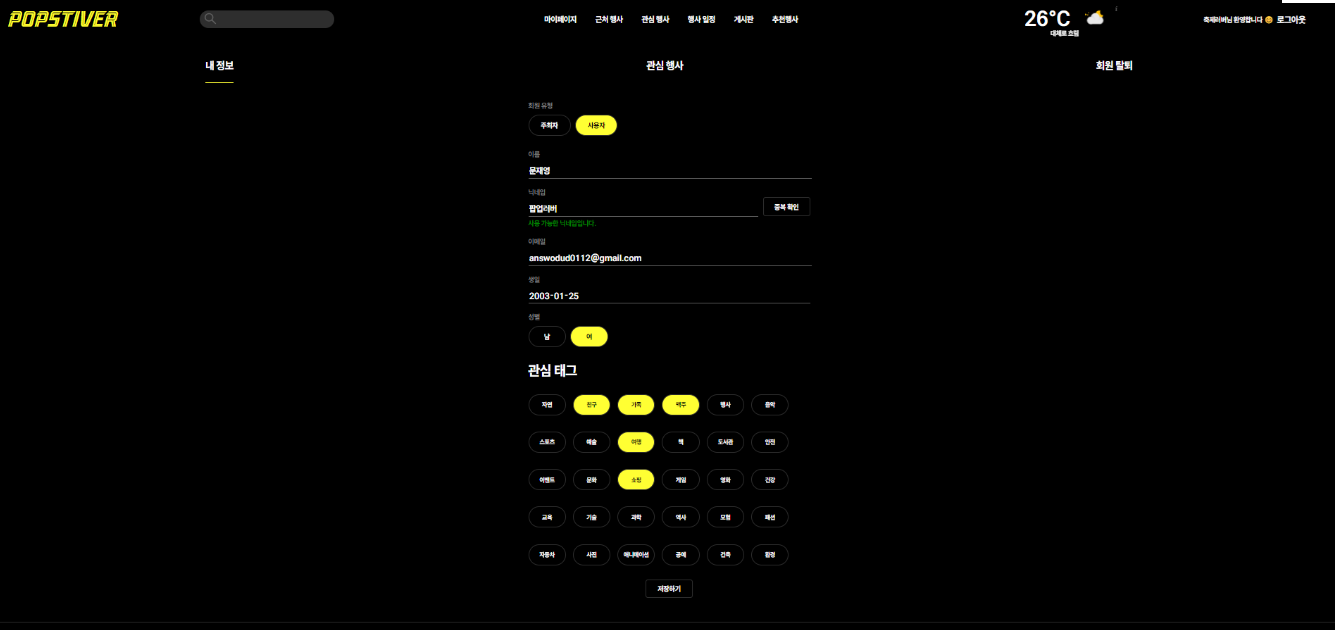 POPSTIVER
마이페이지 근처 행사 관심 행사 행사 일정 게시판 추천행사
26°C
대체로 흐림
축제러버님 환영합니다 😊 로그아웃
내 정보 관심 행사 회원 탈퇴
회원 유형
주최자 사용자
이름
문재영
닉네임
팝업러버 중복 확인
사용 가능한 닉네임입니다.
이메일
answodud0112@gmail.com
생일
2003-01-25
성별
남 여
관심 태그
자연 친구 가족 맥주 행사 음악
스포츠 예술 여행 책 도서관 안전
이벤트 문화 쇼핑 게임 영화 건강
교육 기술 과학 역사 모험 패션
자동차 사진 애니메이션 공예 건축 환경
저장하기